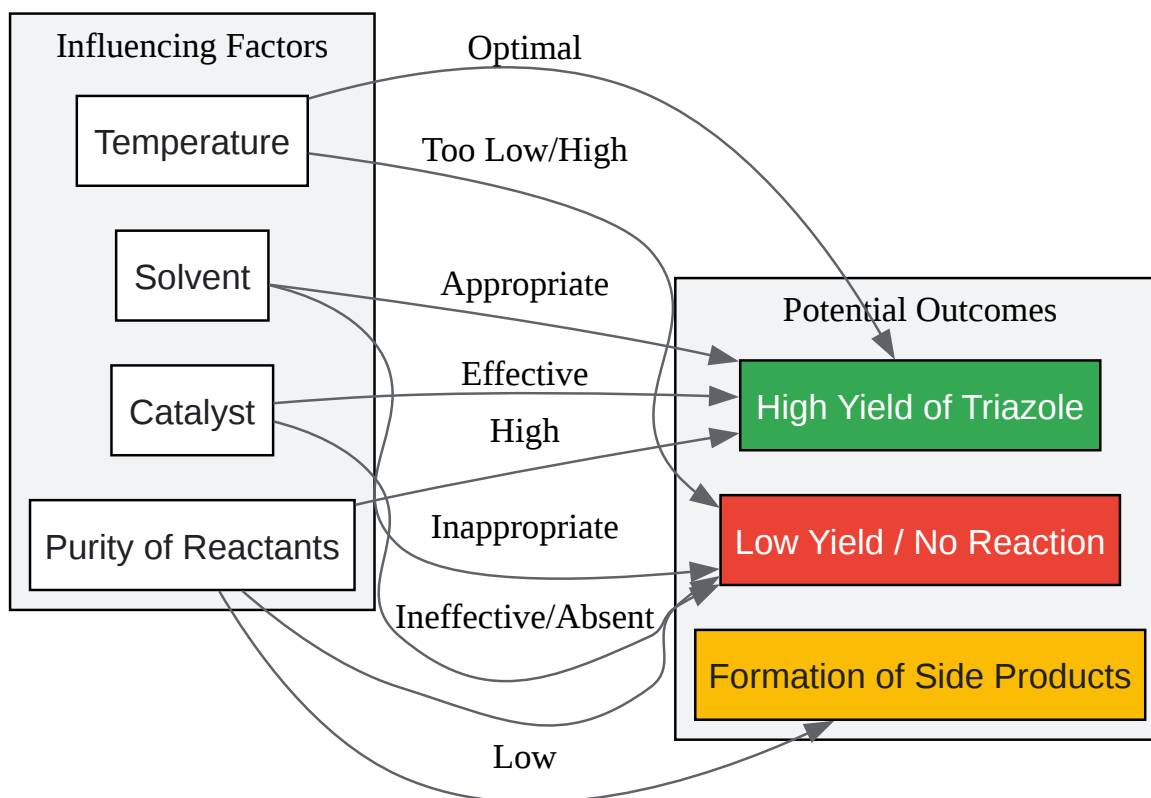 Influencing Factors
Optimal
Temperature
Too Low/High
Solvent
Appropriate
Potential Outcomes
Effective
Catalyst
High Yield of Triazole
High
Inappropriate
Purity of Reactants
Low Yield / No Reaction
Ineffective/Absent
Formation of Side Products
Low